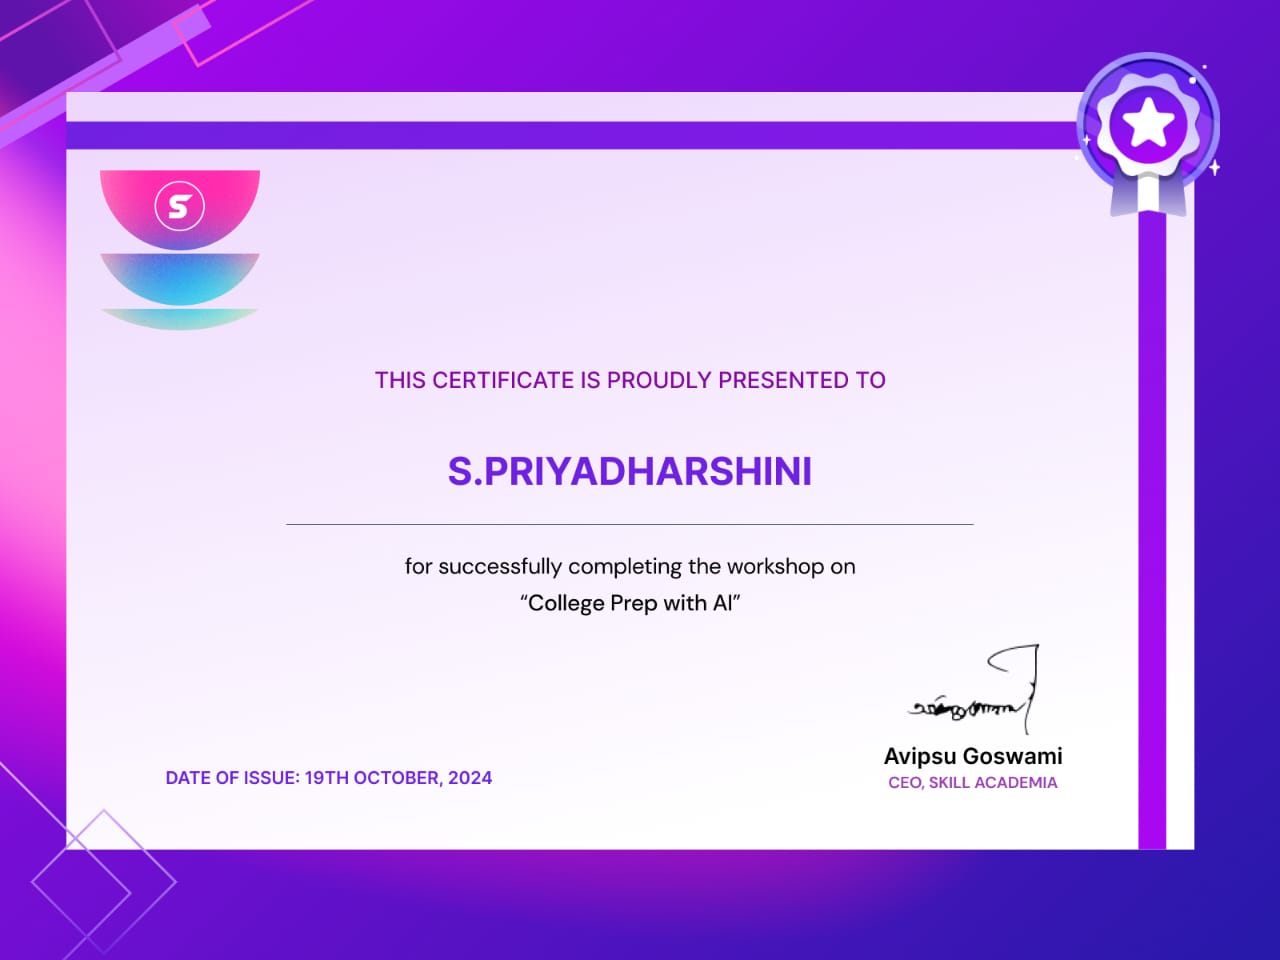 S
THIS CERTIFICATE IS PROUDLY PRESENTED TO
S.PRIYADHARSHINI
for successfully completing the workshop on
“College Prep with AI”
Avipsu Goswami
CEO, SKILL ACADEMIA
DATE OF ISSUE: 19TH OCTOBER, 2024